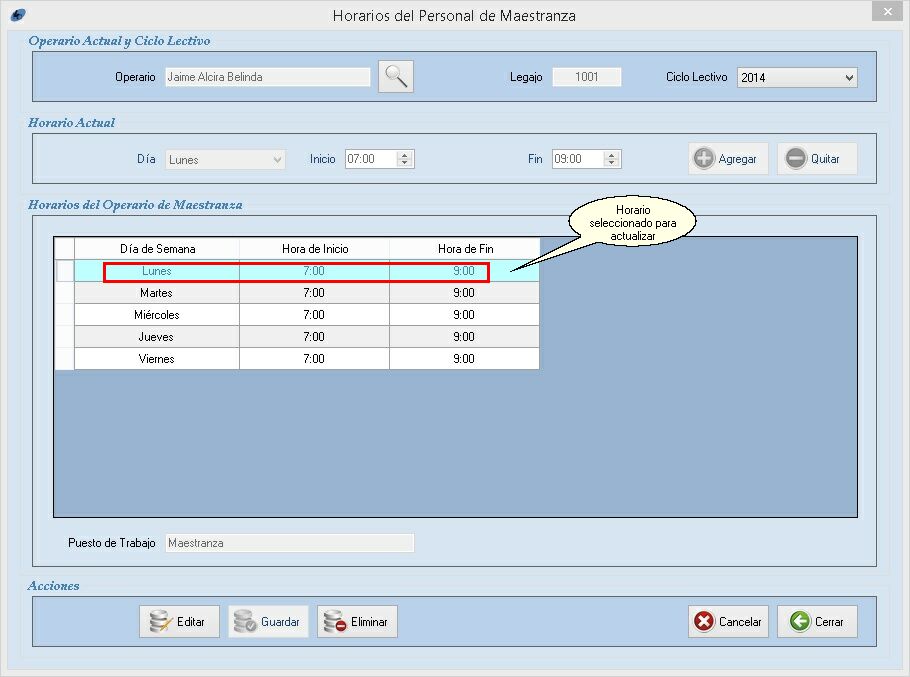 Horarios del Personal de Maestranza
Operario Actual y Ciclo Lectivo
Operario Jaime Alcira Belinda Legajo 1001 Ciclo Lectivo 2014
Horario Actual
Día Lunes Inicio 07:00 Fin 09:00 Agregar Quitar
Horarios del Operario de Maestranza
Horario
seleccionado para
actualizar
Día de Semana Hora de Inicio Hora de Fin
Lunes 7:00 9:00
Martes 7:00 9:00
Miércoles 7:00 9:00
Jueves 7:00 9:00
Viernes 7:00 9:00
Puesto de Trabajo Maestranza
Acciones
Editar Guardar Eliminar Cancelar Cerrar